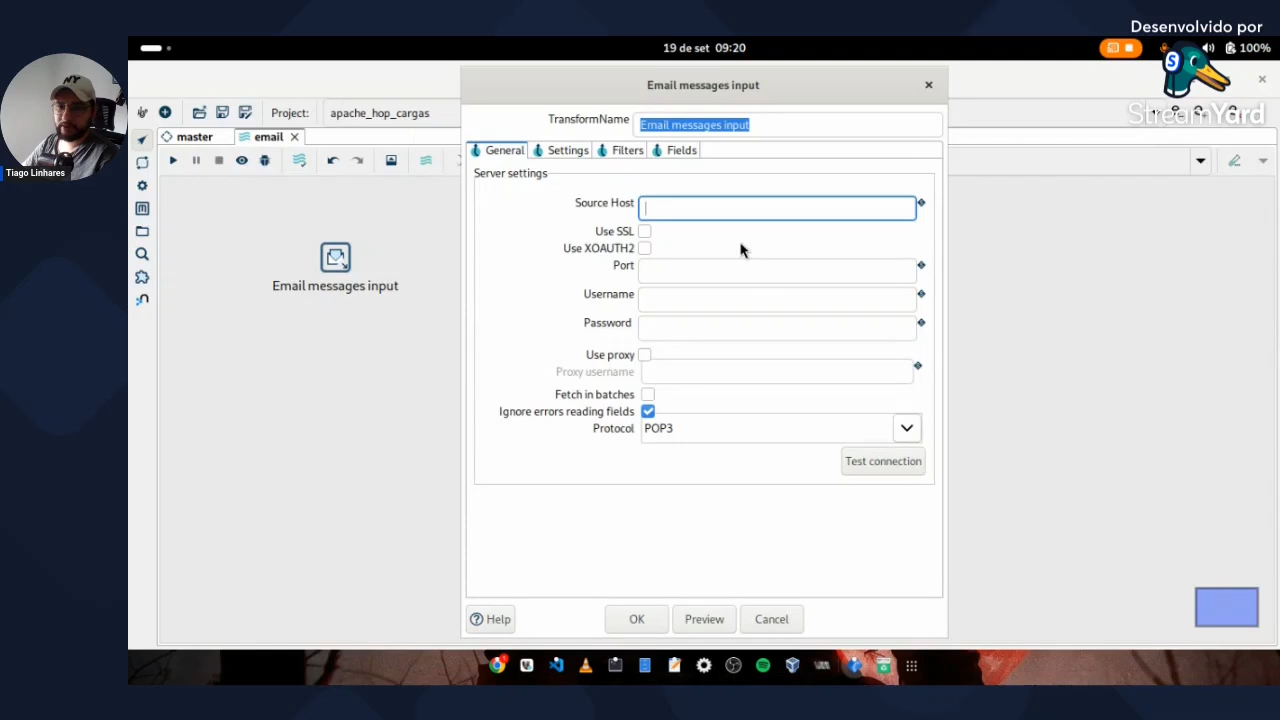 Desenvolvido por
StreamYard
19 de set 09:20
100%
Tiago Linhares
Project:
apache_hop_cargas
master
email
Email messages input
Email messages input
TransformName
Email messages input
General
Settings
Filters
Fields
Server settings
Source Host
Use SSL
Use XOAUTH2
Port
Username
Password
Use proxy
Proxy username
Fetch in batches
Ignore errors reading fields
Protocol
POP3
Test connection
Help
OK
Preview
Cancel